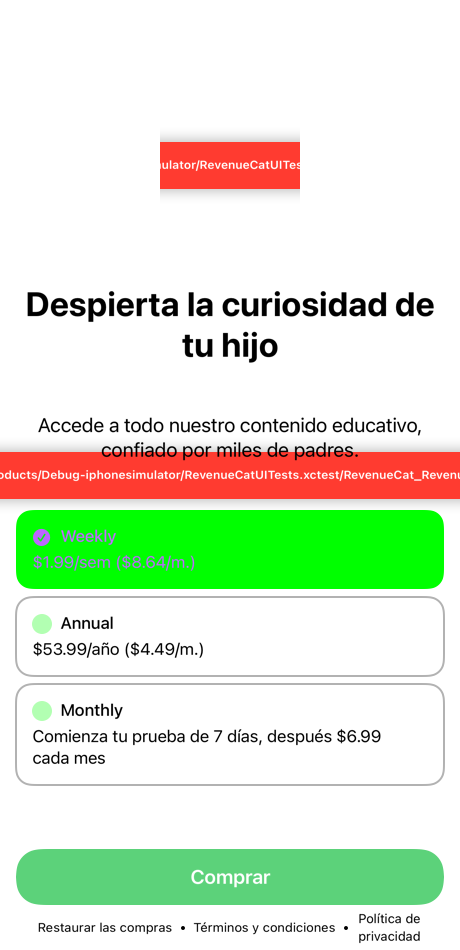 ulator/RevenueCatUITes
Despierta la curiosidad de
tu hijo
Accede a todo nuestro contenido educativo,
confiado por miles de padres.
oducts/Debug-iphonesimulator/RevenueCatUITests.xctest/RevenueCat_Revenu
Weekly
$1.99/sem ($8.64/m.)
Annual
$53.99/año ($4.49/m.)
Monthly
Comienza tu prueba de 7 días, después $6.99
cada mes
Comprar
Restaurar las compras • Términos y condiciones • Política de
privacidad